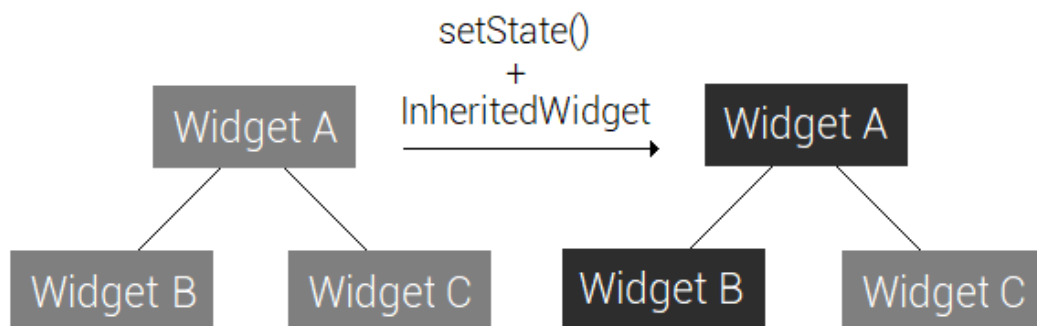 setState()
+
InheritedWidget
Widget A
Widget A
Widget B
Widget C
Widget B
Widget C